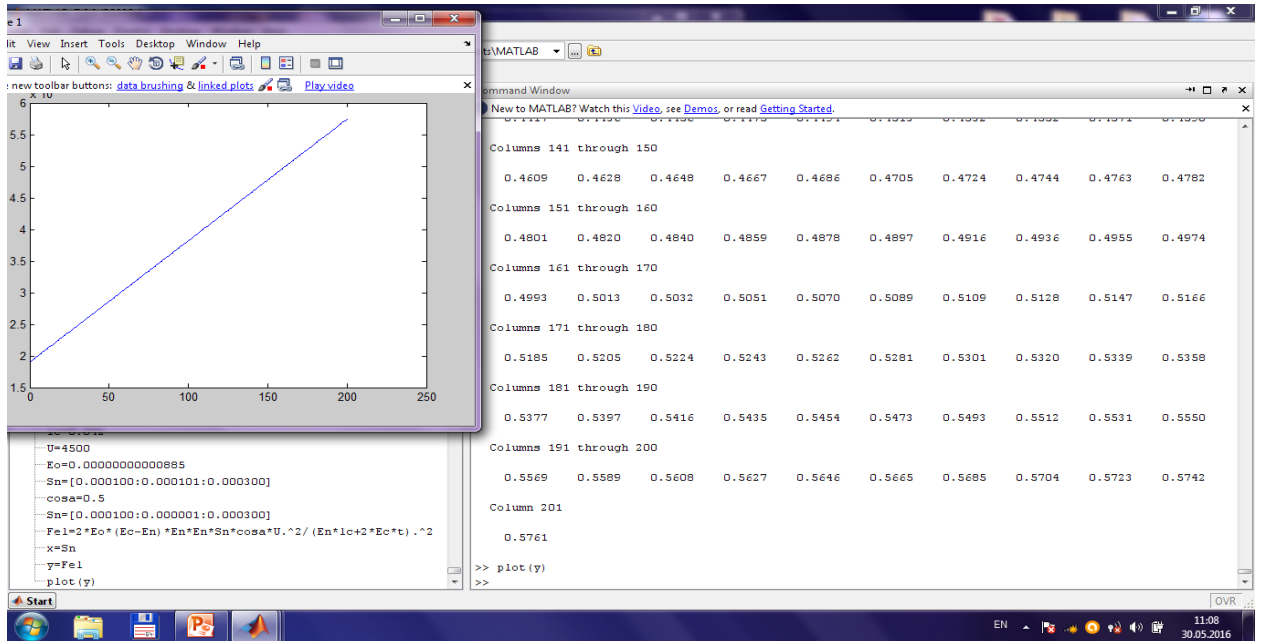 e 1
dit View Insert Tools Desktop Window Help
new toolbar buttons: data brushing & linked plots Play video
x 10
6
5.5
5
4.5
4
3.5
3
2.5
2
1.5
0 50 100 150 200 250
U=4500
Eo=0.00000000000885
Sn=[0.000100:0.000101:0.000300]
cosa=0.5
Sn=[0.000100:0.000001:0.000300]
Fel=2*Eo*(Ec-En)*En*En*Sn*cosa*U.^2/(En*lc+2*Ec*t).^2
x=Sn
y=Fel
plot(y)
ts\MATLAB ...
ommand Window
New to MATLAB? Watch this Video, see Demos, or read Getting Started.
Columns 141 through 150
0.4609 0.4628 0.4648 0.4667 0.4686 0.4705 0.4724 0.4744 0.4763 0.4782
Columns 151 through 160
0.4801 0.4820 0.4840 0.4859 0.4878 0.4897 0.4916 0.4936 0.4955 0.4974
Columns 161 through 170
0.4993 0.5013 0.5032 0.5051 0.5070 0.5089 0.5109 0.5128 0.5147 0.5166
Columns 171 through 180
0.5185 0.5205 0.5224 0.5243 0.5262 0.5281 0.5301 0.5320 0.5339 0.5358
Columns 181 through 190
0.5377 0.5397 0.5416 0.5435 0.5454 0.5473 0.5493 0.5512 0.5531 0.5550
Columns 191 through 200
0.5569 0.5589 0.5608 0.5627 0.5646 0.5665 0.5685 0.5704 0.5723 0.5742
Column 201
0.5761
>> plot(y)
>>
Start
OVR
EN
11:08
30.05.2016